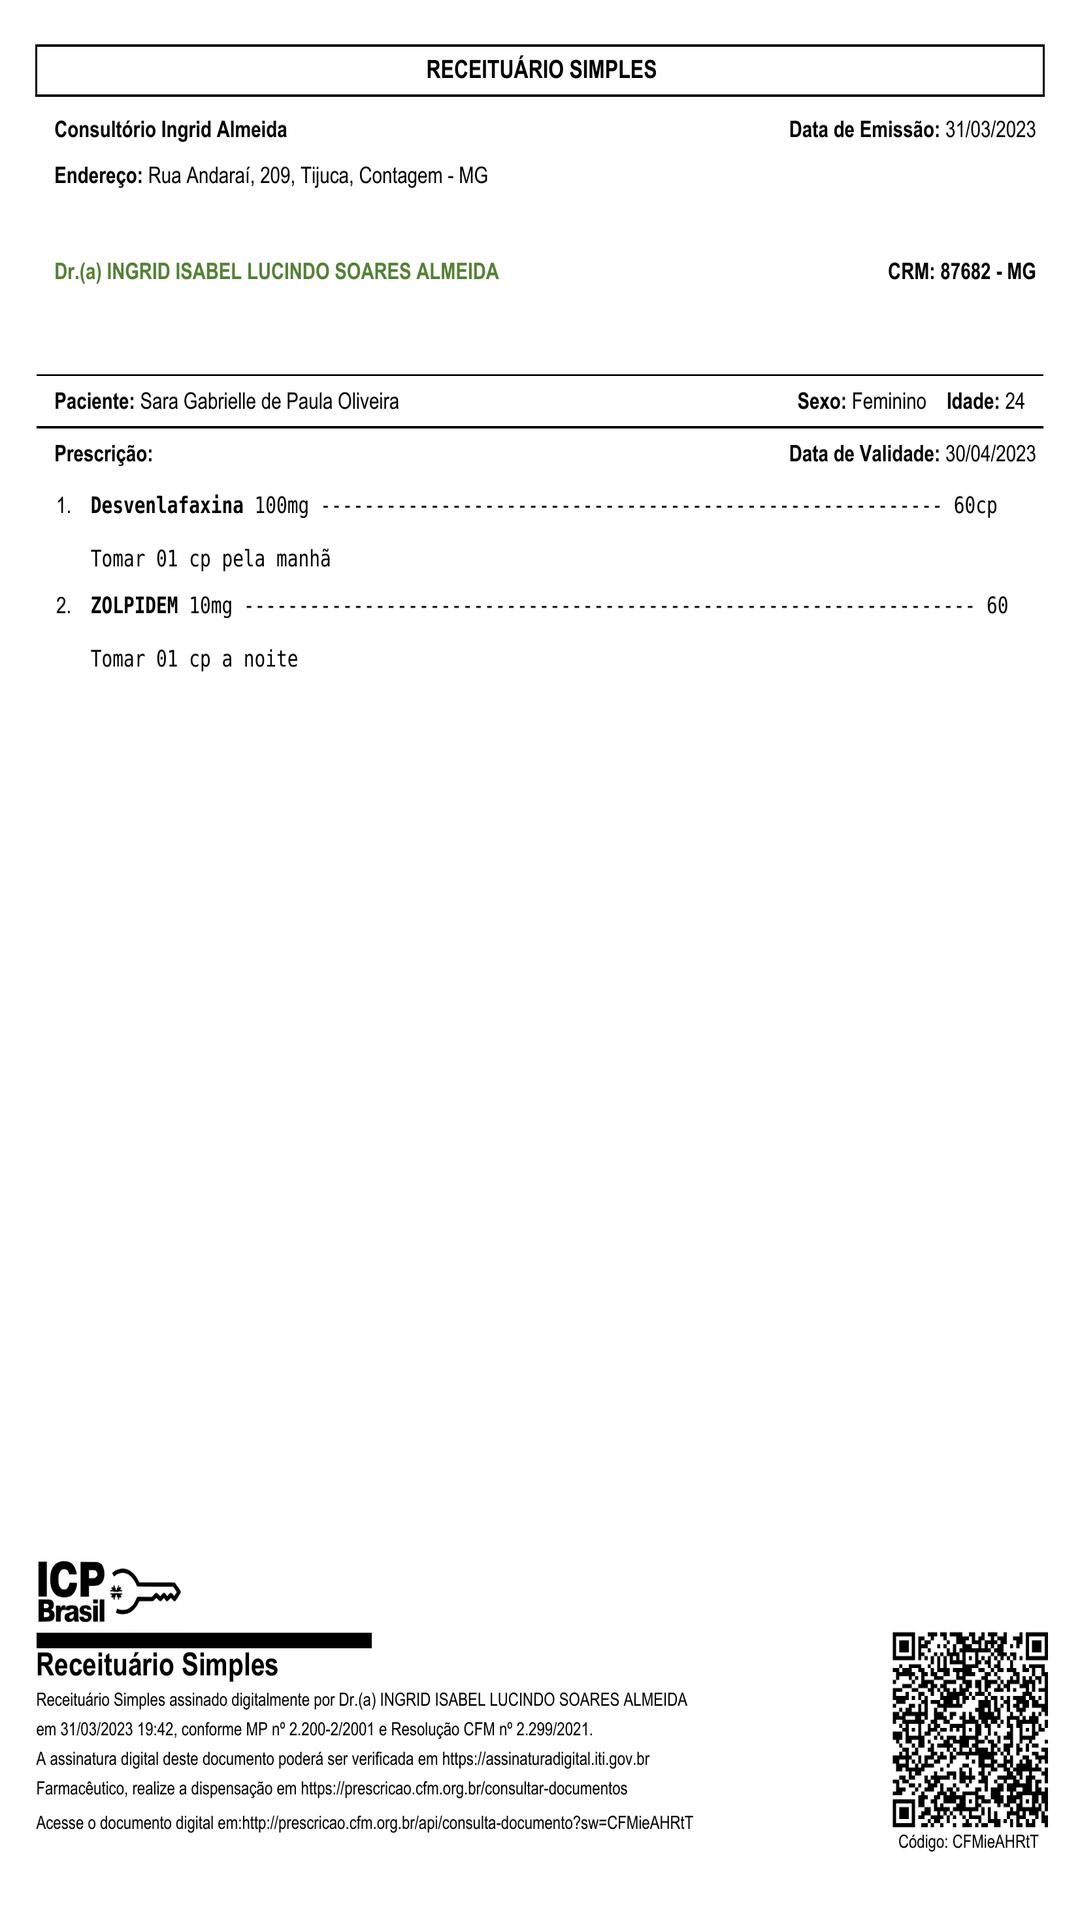 RECEITUÁRIO SIMPLES
Consultório Ingrid Almeida Data de Emissão: 31/03/2023
Endereço: Rua Andaraí, 209, Tijuca, Contagem - MG
Dr.(a) INGRID ISABEL LUCINDO SOARES ALMEIDA CRM: 87682 - MG
Paciente: Sara Gabrielle de Paula Oliveira Sexo: Feminino Idade: 24
Prescrição: Data de Validade: 30/04/2023
1. Desvenlafaxina 100mg --------------------------------------------------------- 60cp
Tomar 01 cp pela manhã
2. ZOLPIDEM 10mg ------------------------------------------------------------------- 60
Tomar 01 cp a noite
ICP
Brasil
Receituário Simples
Receituário Simples assinado digitalmente por Dr.(a) INGRID ISABEL LUCINDO SOARES ALMEIDA
em 31/03/2023 19:42, conforme MP nº 2.200-2/2001 e Resolução CFM nº 2.299/2021.
A assinatura digital deste documento poderá ser verificada em https://assinaturadigital.iti.gov.br
Farmacêutico, realize a dispensação em https://prescricao.cfm.org.br/consultar-documentos
Acesse o documento digital em:http://prescricao.cfm.org.br/api/consulta-documento?sw=CFMieAHRtT
Código: CFMieAHRtT